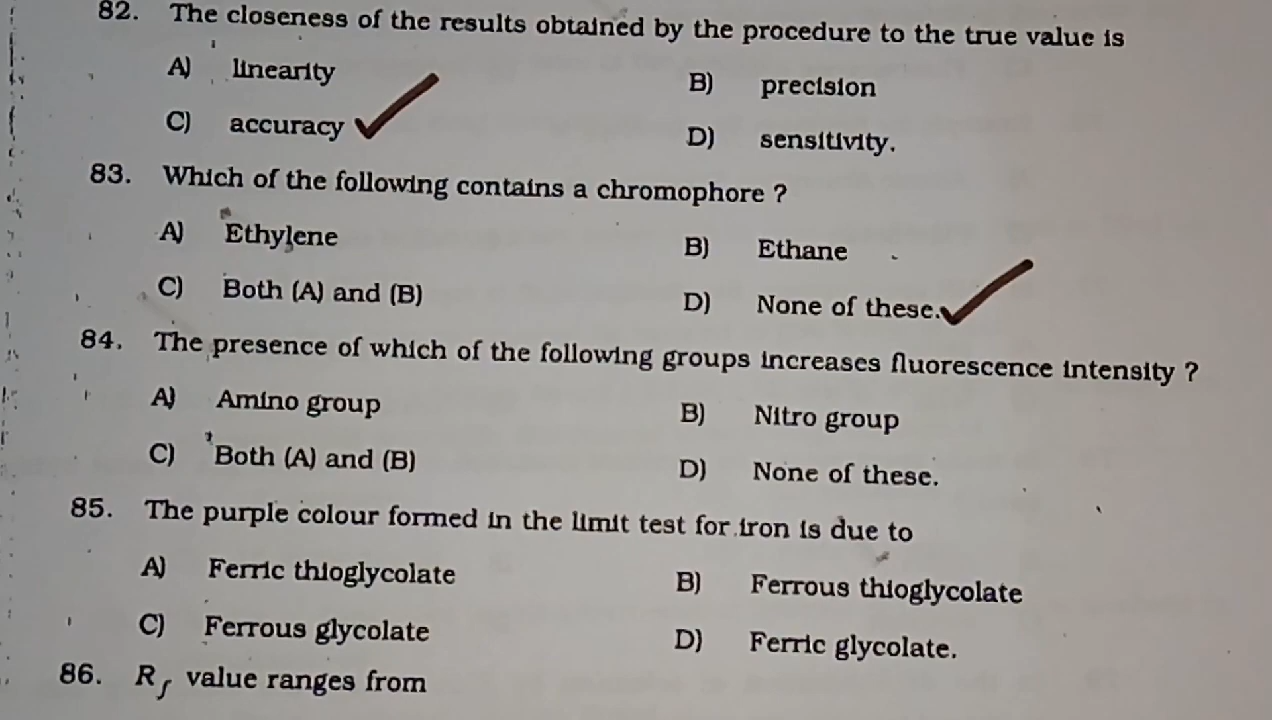 82. The closeness of the results obtained by the procedure to the true value is
A) linearity B) precision
C) accuracy D) sensitivity.
83. Which of the following contains a chromophore ?
A) Ethylene B) Ethane
C) Both (A) and (B) D) None of these.
84. The presence of which of the following groups increases fluorescence intensity ?
A) Amino group B) Nitro group
C) Both (A) and (B) D) None of these.
85. The purple colour formed in the limit test for iron is due to
A) Ferric thioglycolate B) Ferrous thioglycolate
C) Ferrous glycolate D) Ferric glycolate.
86. Rf value ranges from